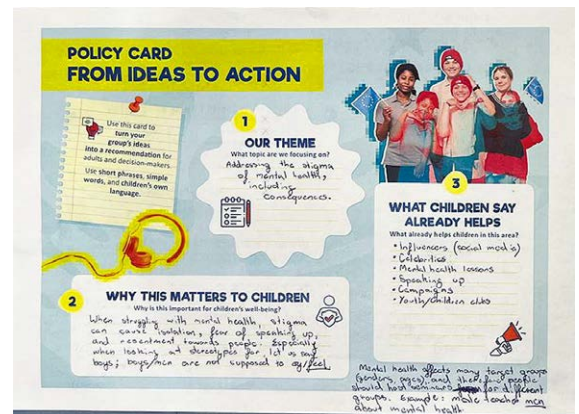 POLICY CARD
FROM IDEAS TO ACTION
Use this card to
turn your
group's ideas
into a recommendation for
adults and decision-makers.
Use short phrases, simple
words, and children's own
language.
1
OUR THEME
What topic are we focusing on?
Addressing the stigma
of mental health,
including
consequences.
2
WHY THIS MATTERS TO CHILDREN
Why is this important for children's well-being?
When struggling with mental health, stigma
can cause isolation, fear of speaking up,
and resentment towards people. Especially
when looking at stereotypes for, let us say
boys; boys/men are not supposed to cry/feel
3
WHAT CHILDREN SAY
ALREADY HELPS
What already helps children in this area?
• Influencers (social media)
• Celebrities
• Mental health lessons
• Speaking up
• Campaigns
• Youth/children clubs
Mental health affects many target groups
(genders, ages), and therefore people
should host seminars for different
groups. Example: male teacher men
about mental health